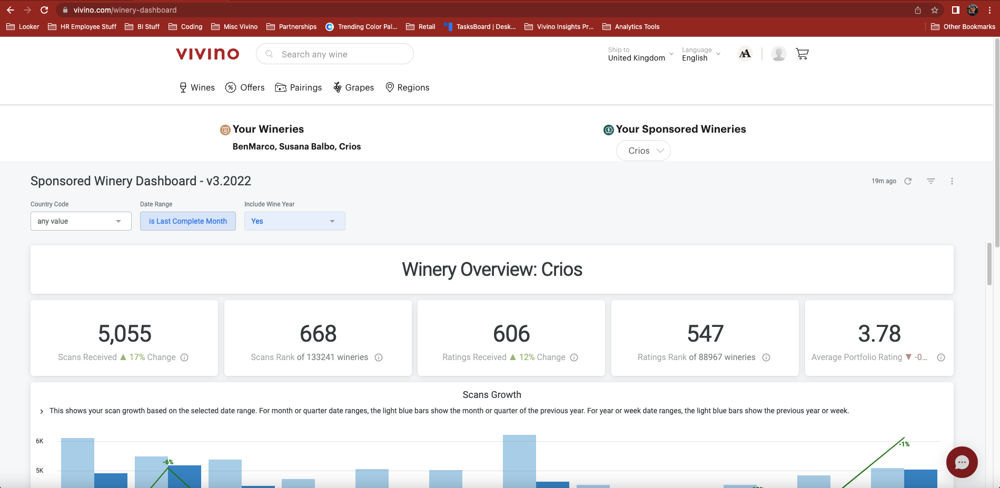 vivino.com/winery-dashboard
Looker HR Employee Stuff BI Stuff Coding Misc Vivino Partnerships Trending Color Pal... Retail TasksBoard | Desk... Vivino Insights Pr... Analytics Tools Other Bookmarks
VIVINO
Search any wine
Ship to
United Kingdom
Language
English
Wines Offers Pairings Grapes Regions
Your Wineries
BenMarco, Susana Balbo, Crios
Your Sponsored Wineries
Crios
Sponsored Winery Dashboard - v3.2022
19m ago
Country Code
any value
Date Range
is Last Complete Month
Include Wine Year
Yes
Winery Overview: Crios
5,055
Scans Received ▲ 17% Change
668
Scans Rank of 133241 wineries
606
Ratings Received ▲ 12% Change
547
Ratings Rank of 88967 wineries
3.78
Average Portfolio Rating ▼ -0...
Scans Growth
This shows your scan growth based on the selected date range. For month or quarter date ranges, the light blue bars show the month or quarter of the previous year. For year or week date ranges, the light blue bars show the previous year or week.
6K
-1%
-6%
5K